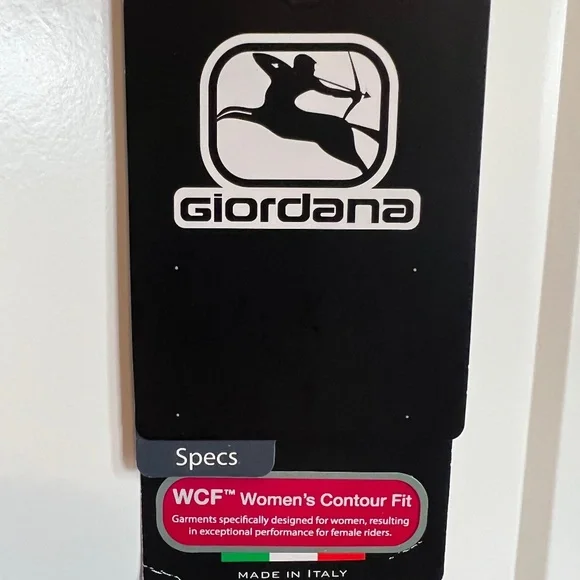 Giordana
Specs
WCF™ Women's Contour Fit
Garments specifically designed for women, resulting
in exceptional performance for female riders.
MADE IN ITALY